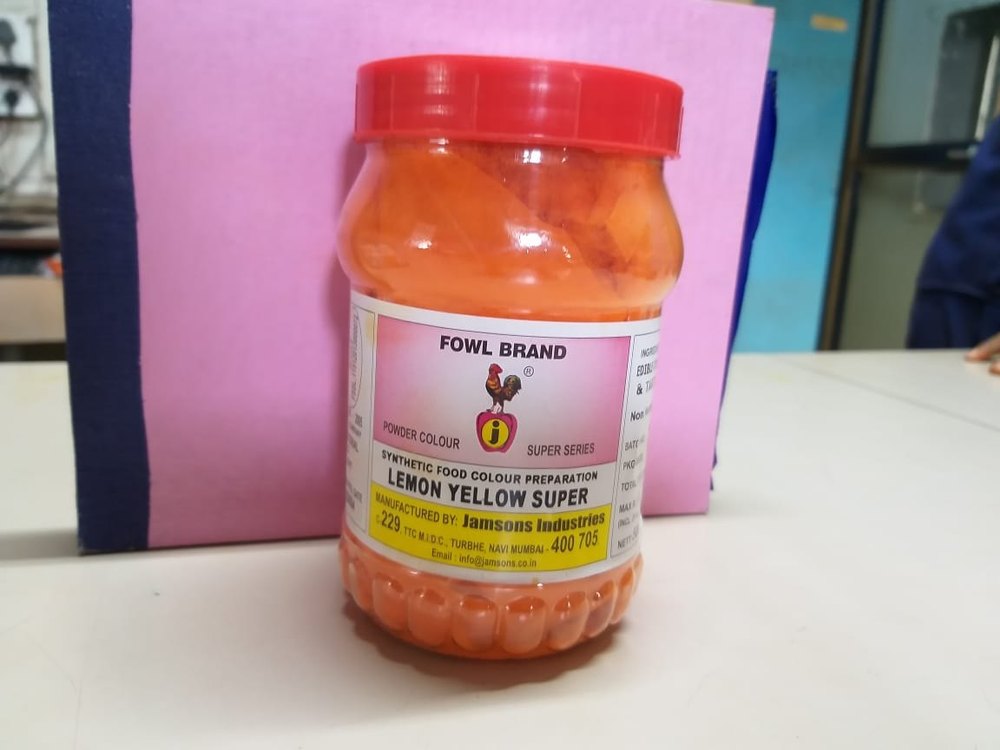 FOWL BRAND
®
j
POWDER COLOUR
SUPER SERIES
SYNTHETIC FOOD COLOUR PREPARATION
LEMON YELLOW SUPER
MANUFACTURED BY: Jamsons Industries
229 TTC M.I.D.C., TURBHE, NAVI MUMBAI - 400 705
Email : info@jamsons.co.in
EDIBLE
&